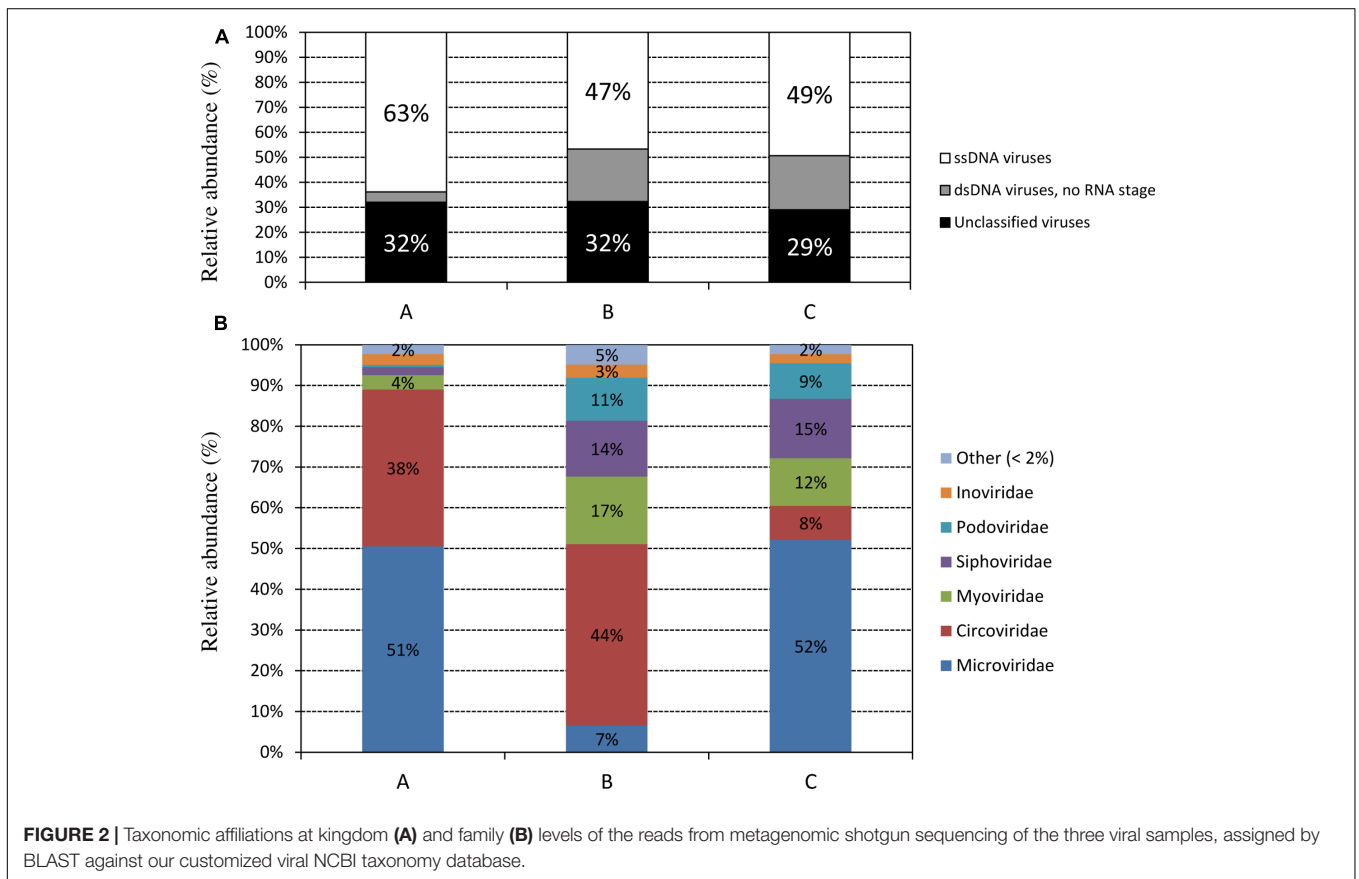 A
Relative abundance (%)
100%
90%
80%
70%
60%
50%
40%
30%
20%
10%
0%
63%
32%
47%
32%
49%
29%
A
B
C
ssDNA viruses
dsDNA viruses, no RNA stage
Unclassified viruses
B
Relative abundance (%)
100%
90%
80%
70%
60%
50%
40%
30%
20%
10%
0%
2%
4%
38%
51%
5%
3%
11%
14%
17%
44%
7%
2%
9%
15%
12%
8%
52%
A
B
C
Other (< 2%)
Inoviridae
Podoviridae
Siphoviridae
Myoviridae
Circoviridae
Microviridae
FIGURE 2 | Taxonomic affiliations at kingdom (A) and family (B) levels of the reads from metagenomic shotgun sequencing of the three viral samples, assigned by
BLAST against our customized viral NCBI taxonomy database.